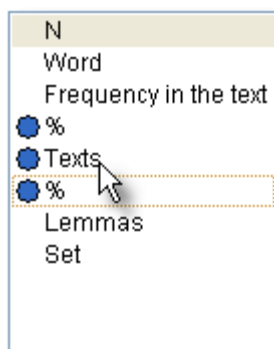 N
Word
Frequency in the text
%
Texts
%
Lemmas
Set